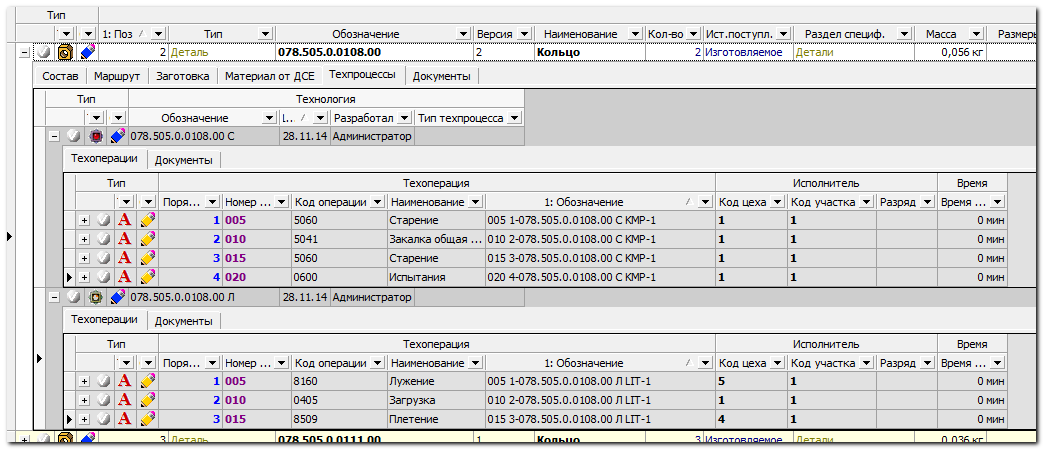 Тип
1: Поз Тип Обозначение Версия Наименование Кол-во Ист.поступл. Раздел специф. Масса Размеры
2 Деталь 078.505.0.0108.00 2 Кольцо 2 Изготовляемое Детали 0,056 кг
Состав Маршрут Заготовка Материал от ДСЕ Техпроцессы Документы
Тип Технология
Обозначение Разработал Тип техпроцесса
078.505.0.0108.00 С 28.11.14 Администратор
Техоперации Документы
Тип Техоперация Исполнитель Время
Поря... Номер ... Код операции Наименование 1: Обозначение Код цеха Код участка Разряд Время ...
1 005 5060 Старение 005 1-078.505.0.0108.00 С КМР-1 1 1 0 мин
2 010 5041 Закалка общая ... 010 2-078.505.0.0108.00 С КМР-1 1 1 0 мин
3 015 5060 Старение 015 3-078.505.0.0108.00 С КМР-1 1 1 0 мин
4 020 0600 Испытания 020 4-078.505.0.0108.00 С КМР-1 1 1 0 мин
078.505.0.0108.00 Л 28.11.14 Администратор
Техоперации Документы
Тип Техоперация Исполнитель Время
Поря... Номер ... Код операции Наименование 1: Обозначение Код цеха Код участка Разряд Время ...
1 005 8160 Лужение 005 1-078.505.0.0108.00 Л LIT-1 5 1 0 мин
2 010 0405 Загрузка 010 2-078.505.0.0108.00 Л LIT-1 1 1 0 мин
3 015 8509 Плетение 015 3-078.505.0.0108.00 Л LIT-1 4 1 0 мин
3 Деталь 078.505.0.0111.00 1 Кольцо 3 Изготовляемое Детали 0,036 кг